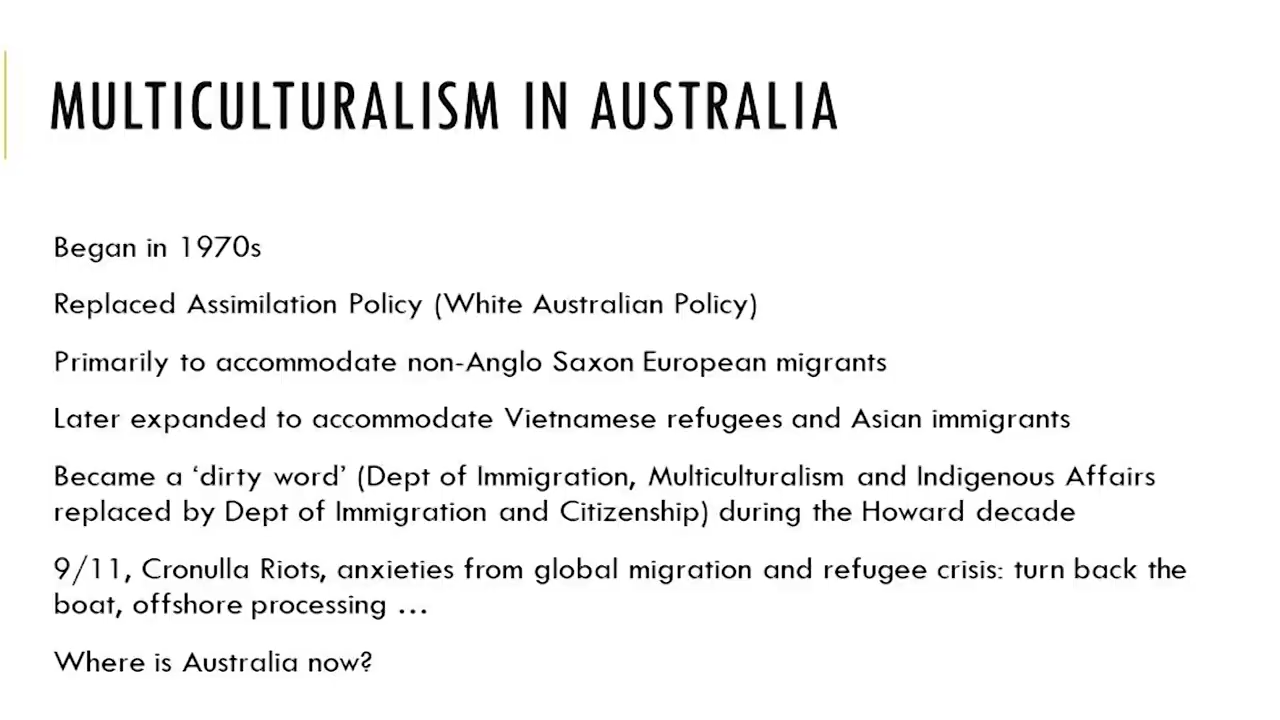 MULTICULTURALISM IN AUSTRALIA
Began in 1970s
Replaced Assimilation Policy (White Australian Policy)
Primarily to accommodate non-Anglo Saxon European migrants
Later expanded to accommodate Vietnamese refugees and Asian immigrants
Became a ‘dirty word’ (Dept of Immigration, Multiculturalism and Indigenous Affairs
replaced by Dept of Immigration and Citizenship) during the Howard decade
9/11, Cronulla Riots, anxieties from global migration and refugee crisis: turn back the
boat, offshore processing …
Where is Australia now?